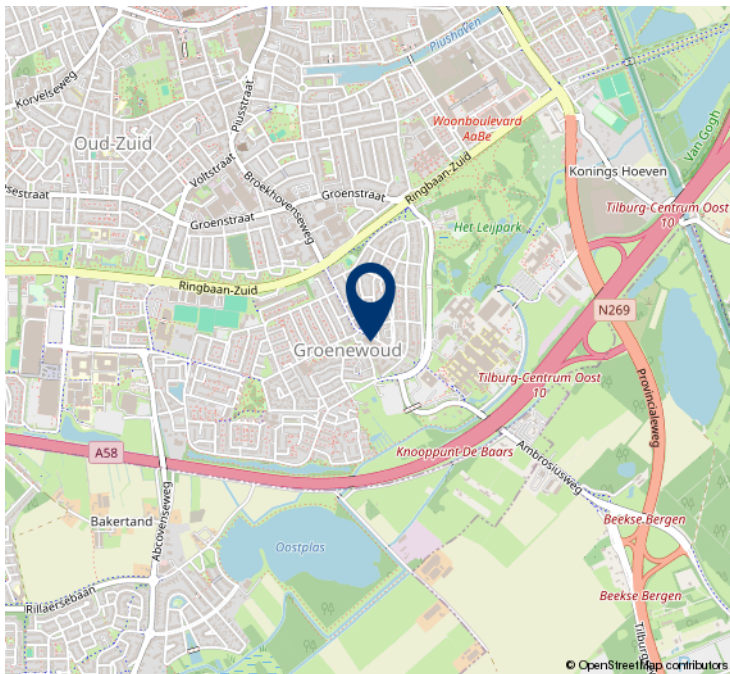 Piushaven
Korvelseweg
Piusstraat
Woonboulevard
AaBe
Oud-Zuid
Van Gogh
Voltstraat
Ringbaan-Zuid
Konings Hoeven
Broekhovenseweg
Groenstraat
sestraat
Groenstraat
Tilburg-Centrum Oost
10
Het Leijpark
Ringbaan-Zuid
N269
Groenewoud
Tilburg-Centrum Oost
10
Provincialeweg
A58
Knooppunt De Baars
Ambrosiusweg
Abcovenseweg
Bakertand
Beekse Bergen
Oostplas
Beekse Bergen
Rillaersebaan
Tilburg
© OpenStreetMap contributors